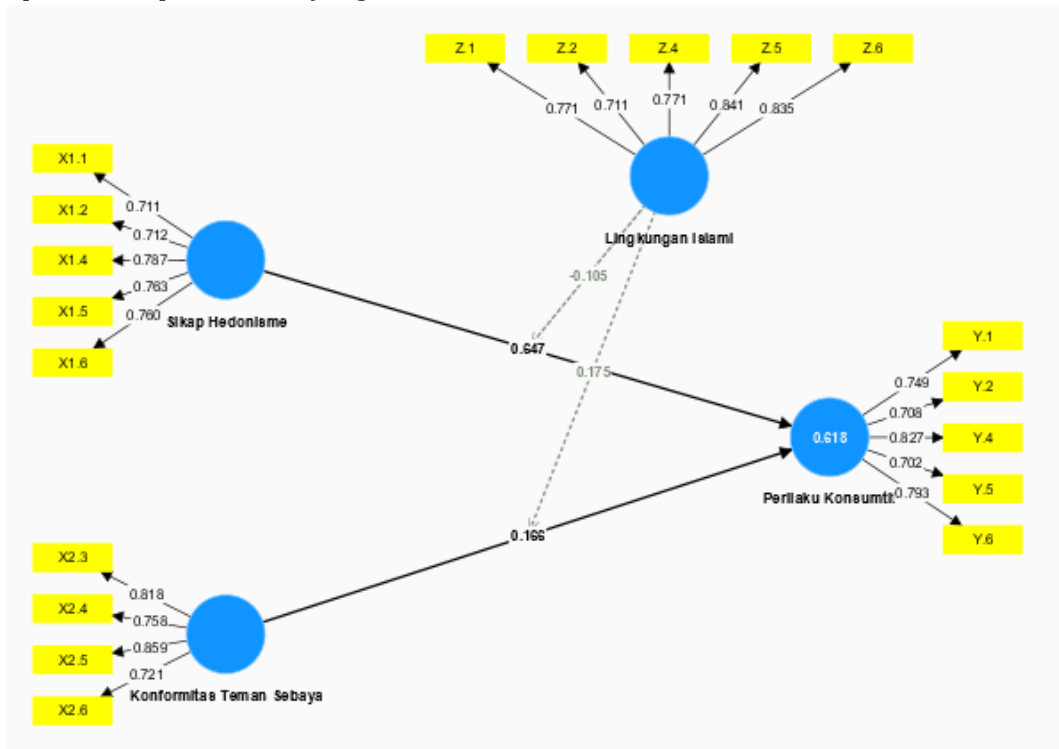 Z.1
Z.2
Z.4
Z.5
Z.6
0.771
0.711
0.771
0.841
0.835
Lingkungan Islami
X1.1
X1.2
X1.4
X1.5
X1.6
0.711
0.712
0.787
0.763
0.760
Sikap Hedonisme
-0.105
0.647
0.175
0.166
Y.1
Y.2
Y.4
Y.5
Y.6
0.749
0.708
0.827
0.702
0.793
0.618
Perilaku Konsumtif
X2.3
X2.4
X2.5
X2.6
0.818
0.758
0.859
0.721
Konformitas Teman Sebaya